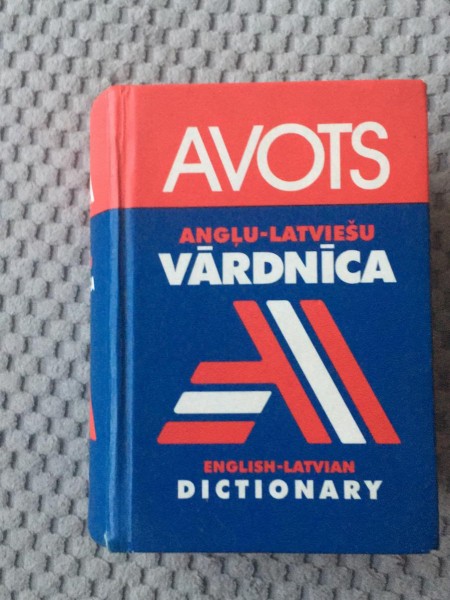 AVOTS
ANGĻU-LATVIEŠU
VĀRDNĪCA
ENGLISH-LATVIAN
DICTIONARY